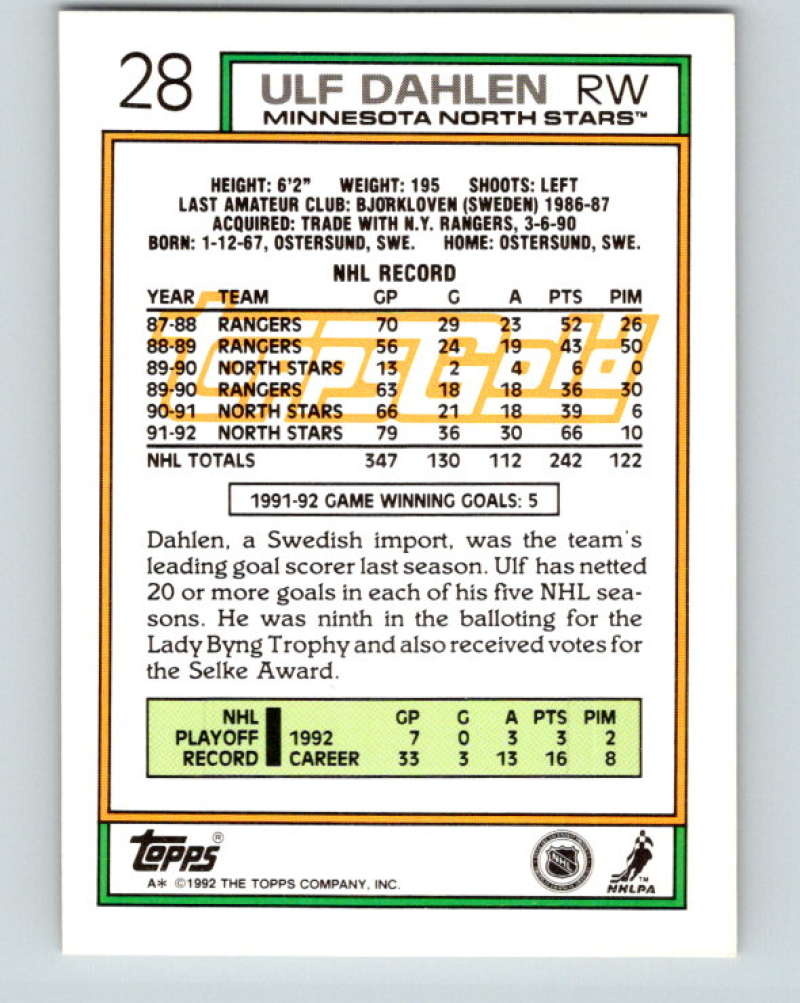 28
ULF DAHLEN RW
MINNESOTA NORTH STARS™
HEIGHT: 6'2" WEIGHT: 195 SHOOTS: LEFT
LAST AMATEUR CLUB: BJORKLOVEN (SWEDEN) 1986-87
ACQUIRED: TRADE WITH N.Y. RANGERS, 3-6-90
BORN: 1-12-67, OSTERSUND, SWE. HOME: OSTERSUND, SWE.
NHL RECORD
YEAR TEAM GP G A PTS PIM
87-88 RANGERS 70 29 23 52 26
88-89 RANGERS 56 24 19 43 50
89-90 NORTH STARS 13 2 4 6 0
89-90 RANGERS 63 18 18 36 30
90-91 NORTH STARS 66 21 18 39 6
91-92 NORTH STARS 79 36 30 66 10
NHL TOTALS 347 130 112 242 122
ToppsGold
1991-92 GAME WINNING GOALS: 5
Dahlen, a Swedish import, was the team's
leading goal scorer last season. Ulf has netted
20 or more goals in each of his five NHL sea-
sons. He was ninth in the balloting for the
Lady Byng Trophy and also received votes for
the Selke Award.
NHL GP G A PTS PIM
PLAYOFF 1992 7 0 3 3 2
RECORD CAREER 33 3 13 16 8
TOPPS®
A* ©1992 THE TOPPS COMPANY, INC.
NHL
NHLPA™